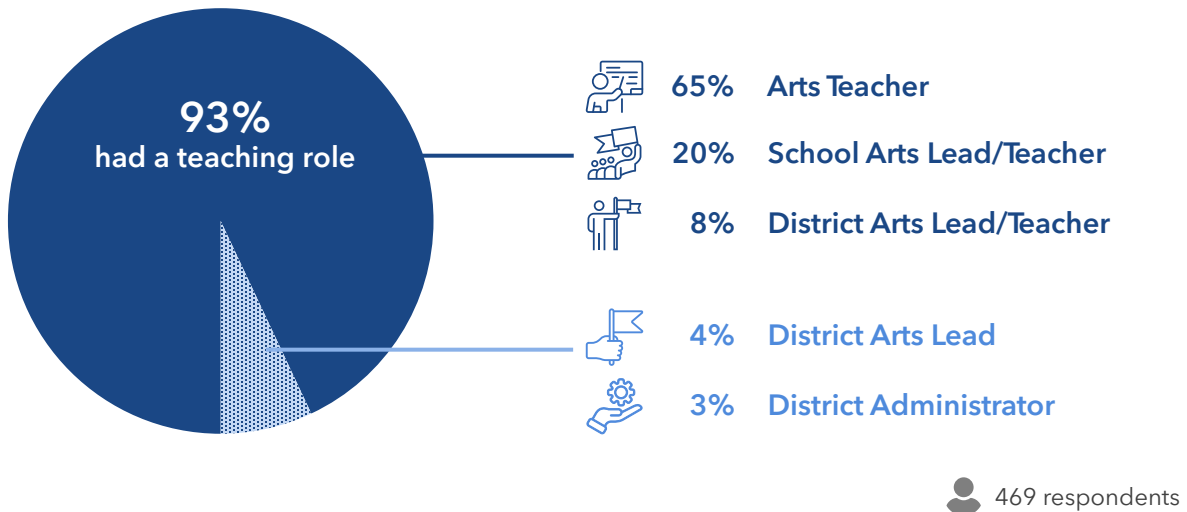 93%
had a teaching role
65% Arts Teacher
20% School Arts Lead/Teacher
8% District Arts Lead/Teacher
4% District Arts Lead
3% District Administrator
469 respondents